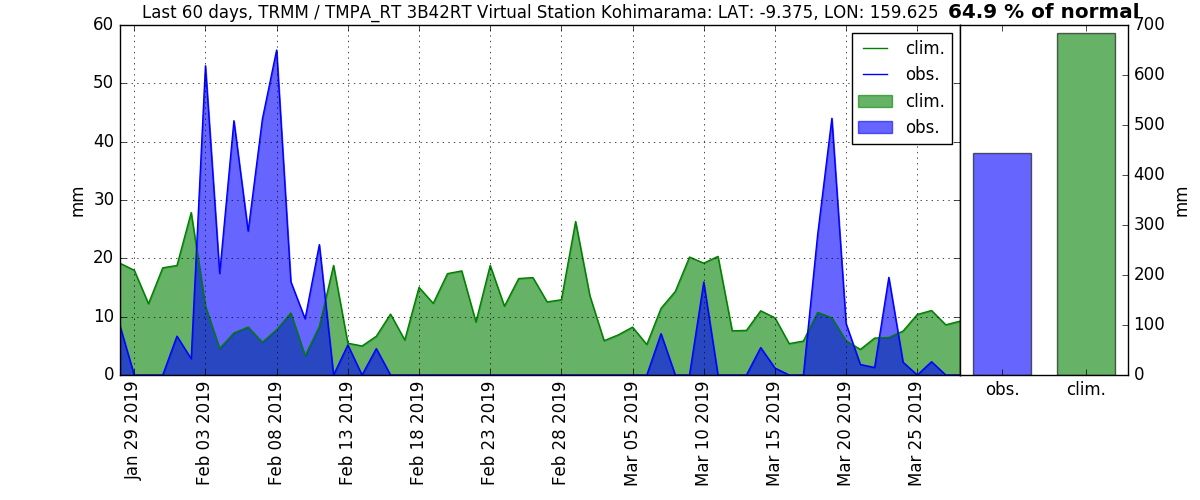 Last 60 days, TRMM / TMPA_RT 3B42RT Virtual Station Kohimarama: LAT: -9.375, LON: 159.625
64.9 % of normal
60
50
40
30
20
10
0
mm
clim.
obs.
clim.
obs.
700
600
500
400
300
200
100
0
mm
Jan 29 2019
Feb 03 2019
Feb 08 2019
Feb 13 2019
Feb 18 2019
Feb 23 2019
Feb 28 2019
Mar 05 2019
Mar 10 2019
Mar 15 2019
Mar 20 2019
Mar 25 2019
obs.
clim.